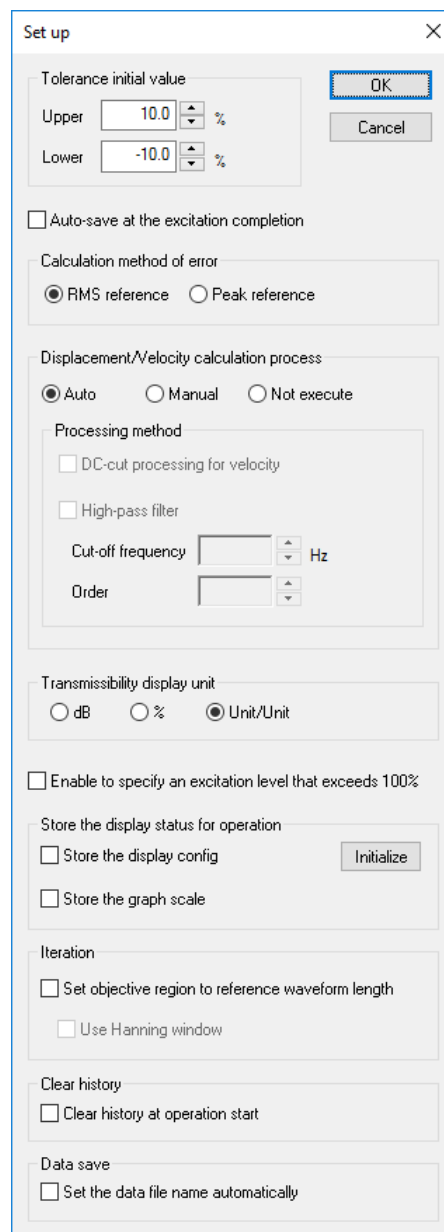 Set up
Tolerance initial value
OK
Upper 10.0 %
Cancel
Lower -10.0 %
Auto-save at the excitation completion
Calculation method of error
RMS reference Peak reference
Displacement/Velocity calculation process
Auto Manual Not execute
Processing method
DC-cut processing for velocity
High-pass filter
Cut-off frequency Hz
Order
Transmissibility display unit
dB % Unit/Unit
Enable to specify an excitation level that exceeds 100%
Store the display status for operation
Store the display config Initialize
Store the graph scale
Iteration
Set objective region to reference waveform length
Use Hanning window
Clear history
Clear history at operation start
Data save
Set the data file name automatically